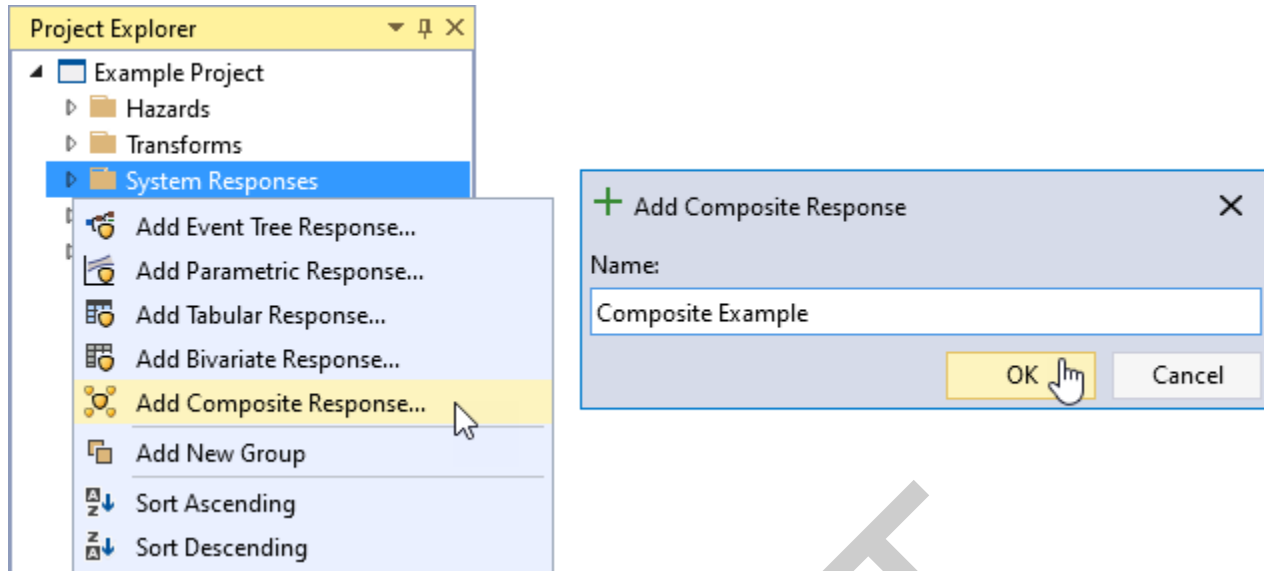 Project Explorer
Example Project
Hazards
Transforms
System Responses
Add Event Tree Response...
Add Parametric Response...
Add Tabular Response...
Add Bivariate Response...
Add Composite Response...
Add New Group
Sort Ascending
Sort Descending
Add Composite Response
Name:
Composite Example
OK
Cancel